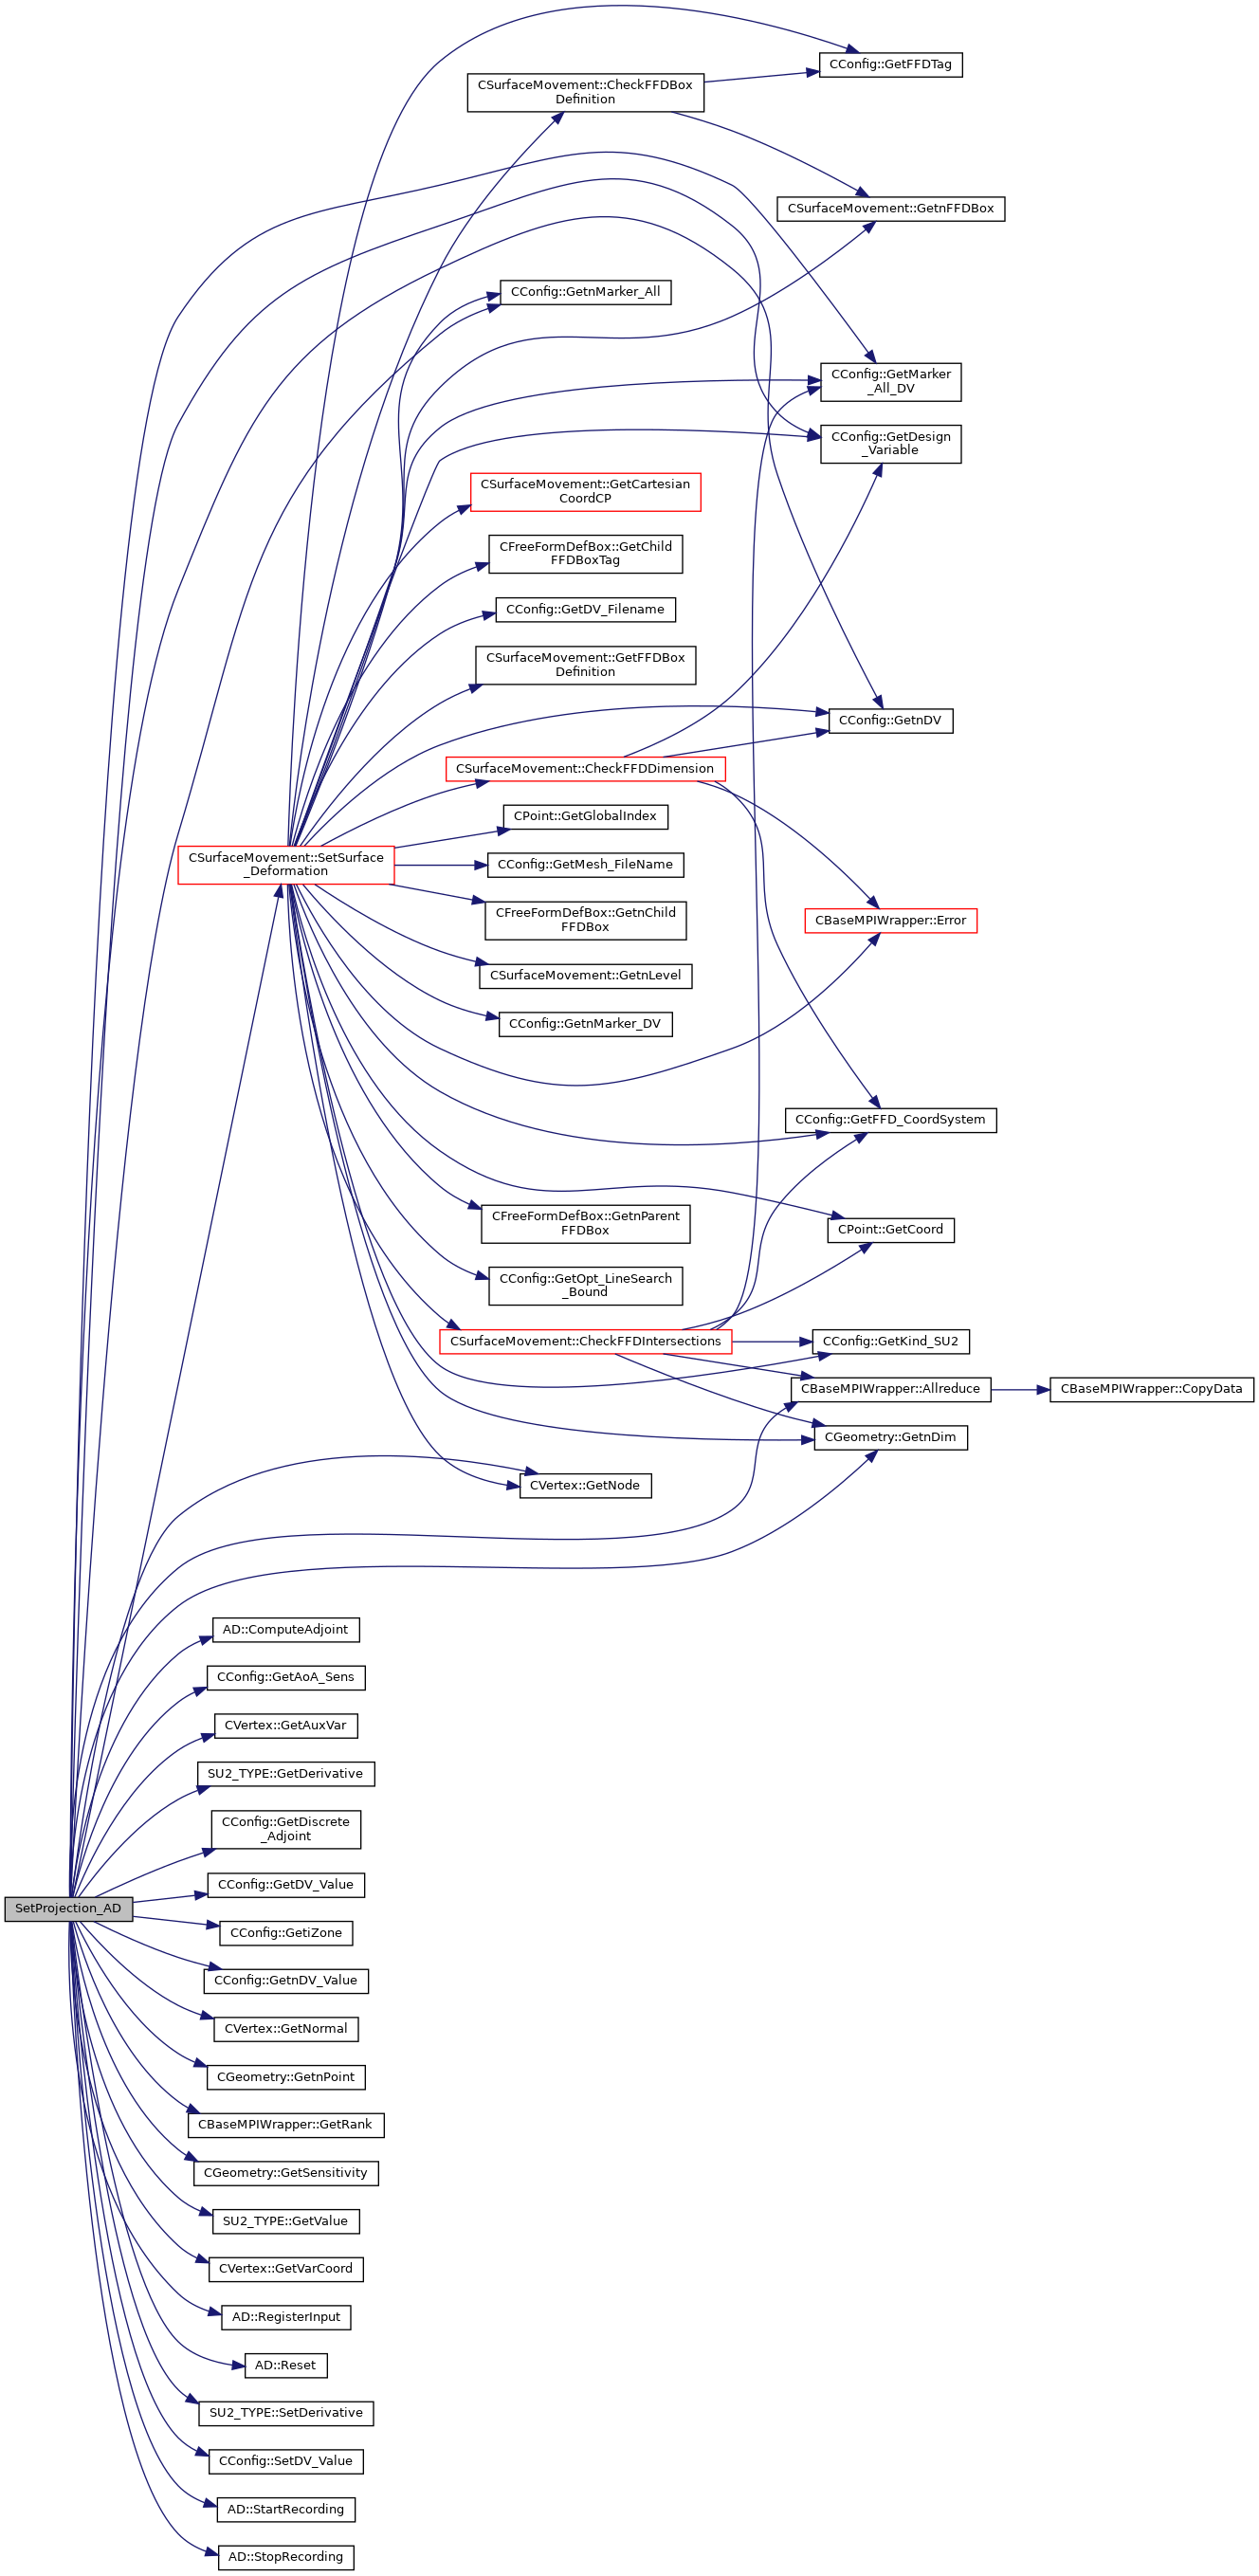 CConfig::GetFFDTag
CSurfaceMovement::CheckFFDBox
Definition
CSurfaceMovement::GetnFFDBox
CConfig::GetnMarker_All
CConfig::GetMarker
_All_DV
CConfig::GetDesign
_Variable
CSurfaceMovement::GetCartesian
CoordCP
CFreeFormDefBox::GetChild
FFDBoxTag
CConfig::GetDV_Filename
CSurfaceMovement::GetFFDBox
Definition
CConfig::GetnDV
CSurfaceMovement::CheckFFDDimension
CPoint::GetGlobalIndex
CSurfaceMovement::SetSurface
_Deformation
CConfig::GetMesh_FileName
CFreeFormDefBox::GetnChild
FFDBox
CBaseMPIWrapper::Error
CSurfaceMovement::GetnLevel
CConfig::GetnMarker_DV
CConfig::GetFFD_CoordSystem
CFreeFormDefBox::GetnParent
FFDBox
CPoint::GetCoord
CConfig::GetOpt_LineSearch
_Bound
CSurfaceMovement::CheckFFDIntersections
CConfig::GetKind_SU2
CBaseMPIWrapper::Allreduce
CBaseMPIWrapper::CopyData
CGeometry::GetnDim
CVertex::GetNode
AD::ComputeAdjoint
CConfig::GetAoA_Sens
CVertex::GetAuxVar
SU2_TYPE::GetDerivative
CConfig::GetDiscrete
_Adjoint
CConfig::GetDV_Value
SetProjection_AD
CConfig::GetiZone
CConfig::GetnDV_Value
CVertex::GetNormal
CGeometry::GetnPoint
CBaseMPIWrapper::GetRank
CGeometry::GetSensitivity
SU2_TYPE::GetValue
CVertex::GetVarCoord
AD::RegisterInput
AD::Reset
SU2_TYPE::SetDerivative
CConfig::SetDV_Value
AD::StartRecording
AD::StopRecording